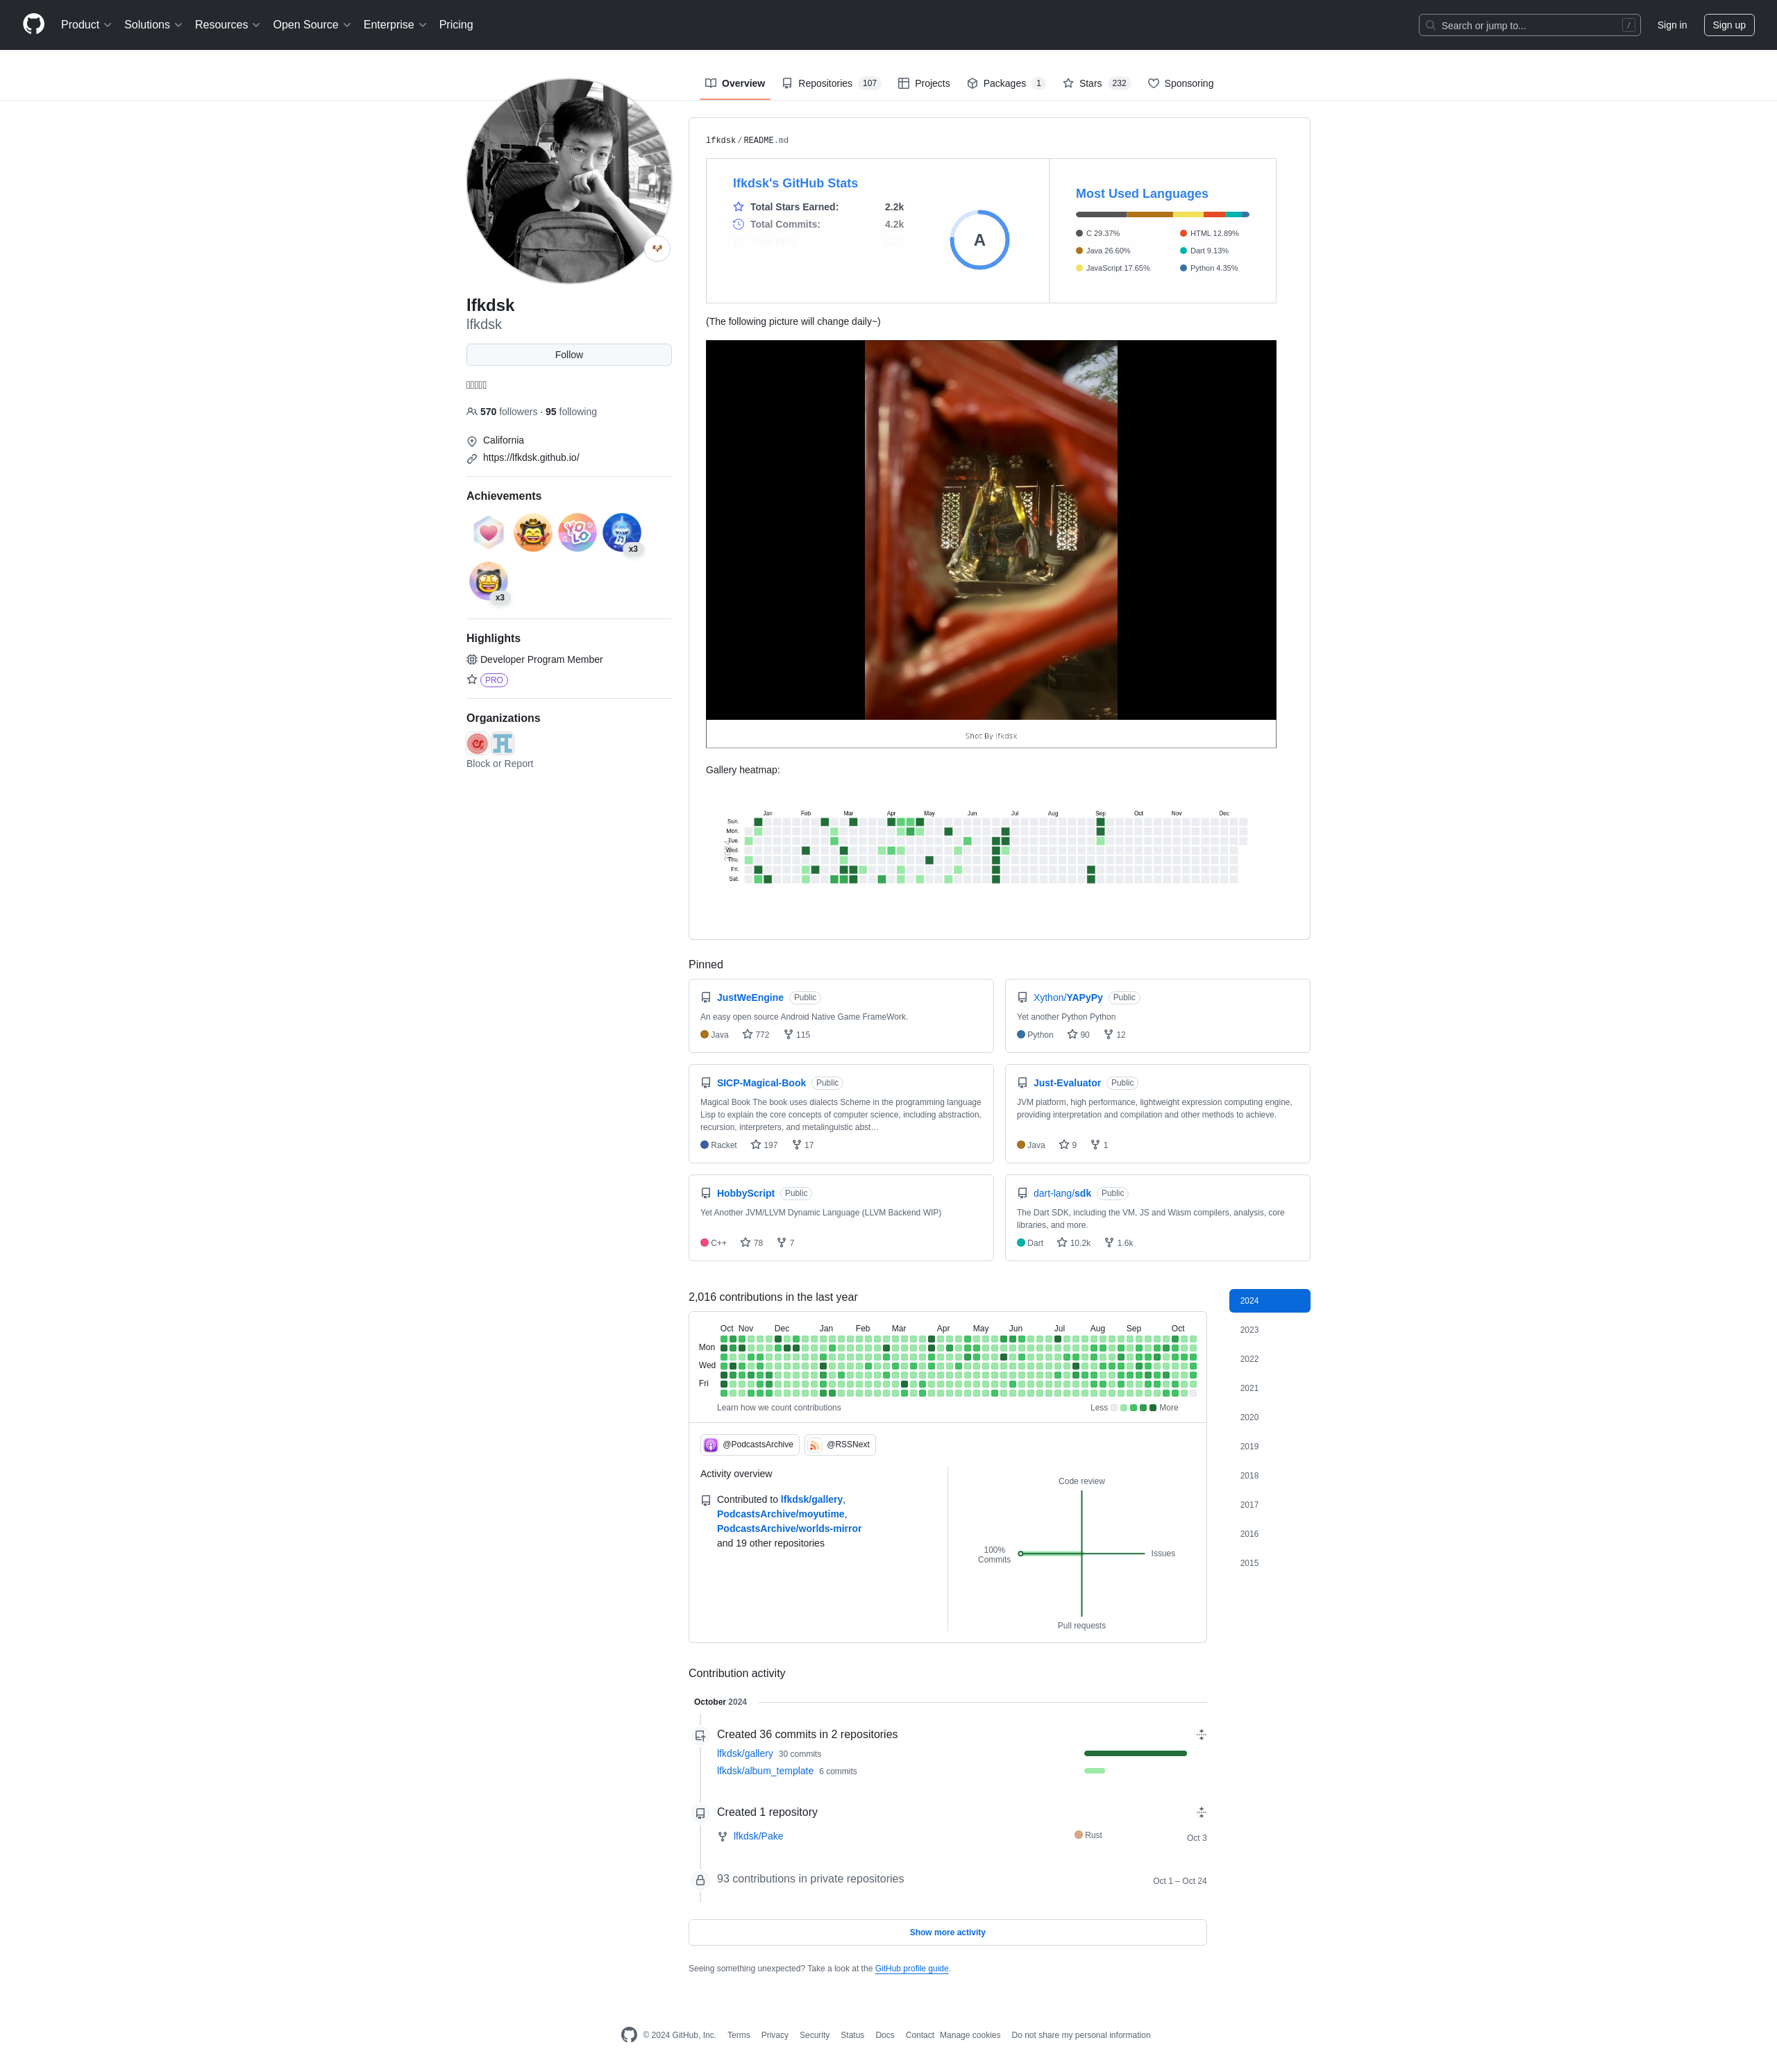 Product
Solutions
Resources
Open Source
Enterprise
Pricing
Search or jump to...
/
Sign in
Sign up
Overview
Repositories 107
Projects
Packages 1
Stars 232
Sponsoring
lfkdsk
lfkdsk
Follow
570 followers · 95 following
California
https://lfkdsk.github.io/
Achievements
YOLO
x3
x3
Highlights
Developer Program Member
PRO
Organizations
Block or Report
lfkdsk/README.md
lfkdsk's GitHub Stats
Total Stars Earned: 2.2k
Total Commits: 4.2k
A
Most Used Languages
C 29.37%
HTML 12.89%
Java 26.60%
Dart 9.13%
JavaScript 17.65%
Python 4.35%
(The following picture will change daily~)
Shot By lfkdsk
Gallery heatmap:
Jan Feb Mar Apr May Jun Jul Aug Sep Oct Nov Dec
Sun.
Mon.
Tue.
Wed.
Thu.
Fri.
Sat.
Pinned
JustWeEngine Public
An easy open source Android Native Game FrameWork.
Java 772 115
Xython/YAPyPy Public
Yet another Python Python
Python 90 12
SICP-Magical-Book Public
Magical Book The book uses dialects Scheme in the programming language
Lisp to explain the core concepts of computer science, including abstraction,
recursion, interpreters, and metalinguistic abst…
Racket 197 17
Just-Evaluator Public
JVM platform, high performance, lightweight expression computing engine,
providing interpretation and compilation and other methods to achieve.
Java 9 1
HobbyScript Public
Yet Another JVM/LLVM Dynamic Language (LLVM Backend WIP)
C++ 78 7
dart-lang/sdk Public
The Dart SDK, including the VM, JS and Wasm compilers, analysis, core
libraries, and more.
Dart 10.2k 1.6k
2,016 contributions in the last year
Oct Nov Dec Jan Feb Mar Apr May Jun Jul Aug Sep Oct
Mon
Wed
Fri
Learn how we count contributions
Less More
2024
2023
2022
2021
2020
2019
2018
2017
2016
2015
@PodcastsArchive
@RSSNext
Activity overview
Contributed to lfkdsk/gallery,
PodcastsArchive/moyutime,
PodcastsArchive/worlds-mirror
and 19 other repositories
Code review
100%
Commits
Issues
Pull requests
Contribution activity
October 2024
Created 36 commits in 2 repositories
lfkdsk/gallery 30 commits
lfkdsk/album_template 6 commits
Created 1 repository
lfkdsk/Pake Rust Oct 3
93 contributions in private repositories Oct 1 – Oct 24
Show more activity
Seeing something unexpected? Take a look at the GitHub profile guide.
© 2024 GitHub, Inc.
Terms
Privacy
Security
Status
Docs
Contact
Manage cookies
Do not share my personal information